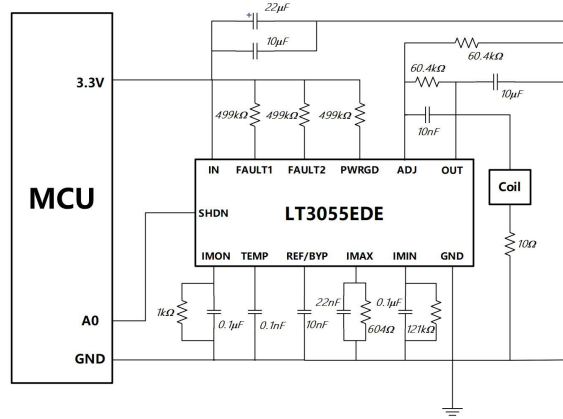 22μF
10μF
60.4kΩ
60.4kΩ
3.3V
10μF
499kΩ
499kΩ
499kΩ
10nF
IN FAULT1 FAULT2 PWRGD ADJ OUT
Coil
MCU
SHDN
LT3055EDE
10Ω
IMON TEMP REF/BYP IMAX IMIN GND
1kΩ
0.1μF
0.1nF
10nF
22nF
604Ω
0.1μF
121kΩ
A0
GND